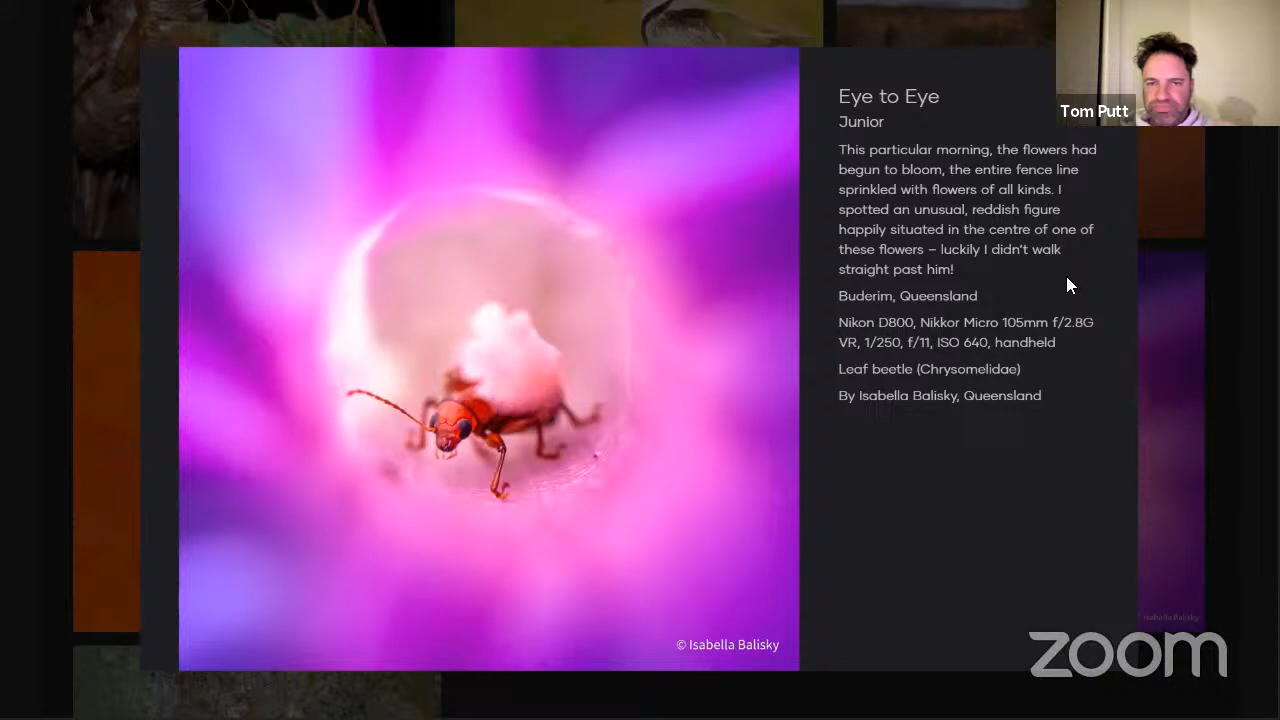 Eye to Eye
Junior
This particular morning, the flowers had
begun to bloom, the entire fence line
sprinkled with flowers of all kinds. I
spotted an unusual, reddish figure
happily situated in the centre of one of
these flowers – luckily I didn't walk
straight past him!
Buderim, Queensland
Nikon D800, Nikkor Micro 105mm f/2.8G
VR, 1/250, f/11, ISO 640, handheld
Leaf beetle (Chrysomelidae)
By Isabella Balisky, Queensland
Tom Putt
© Isabella Balisky
Isabella Balisky
zoom